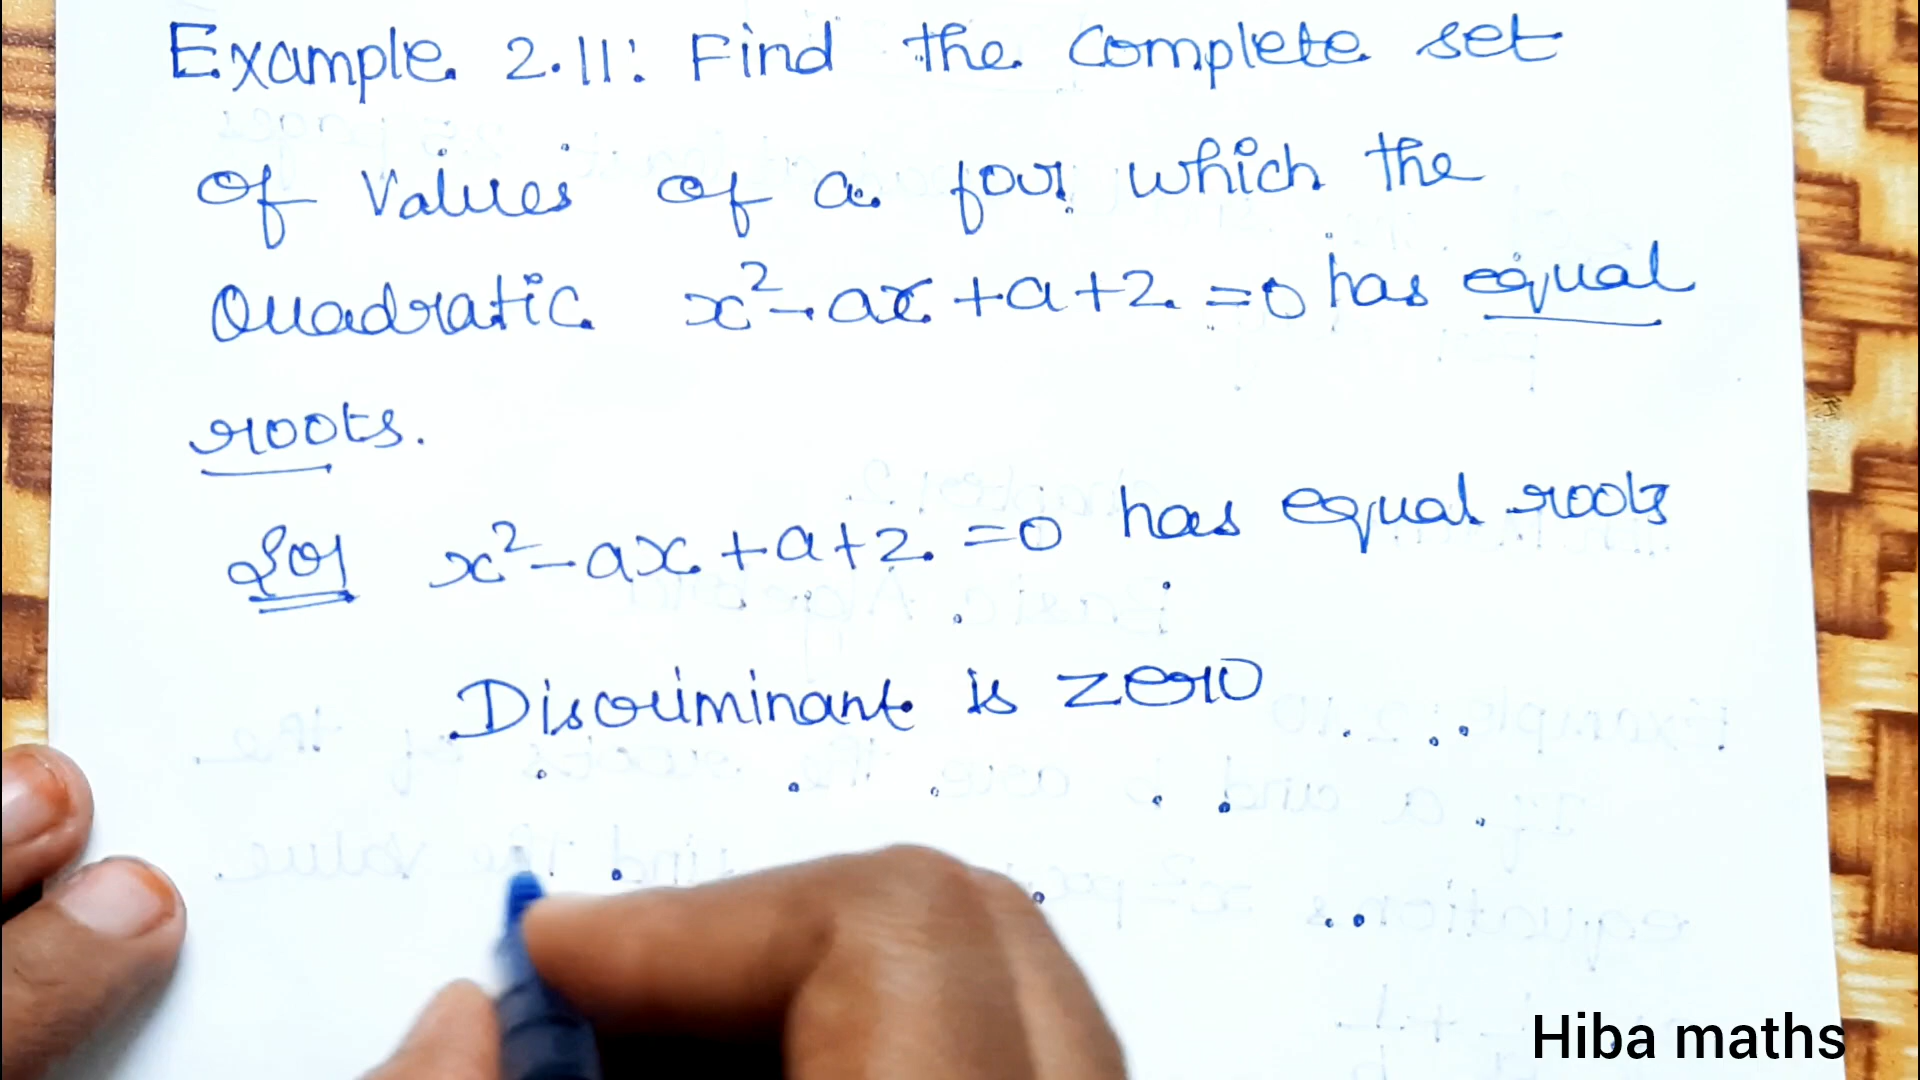 Example 2.11: Find the complete set
of values of a for which the
Quadratic x² - ax + a + 2 = 0 has equal
roots.
Sol x² - ax + a + 2 = 0 has equal roots
Discriminant is zero
Hiba maths